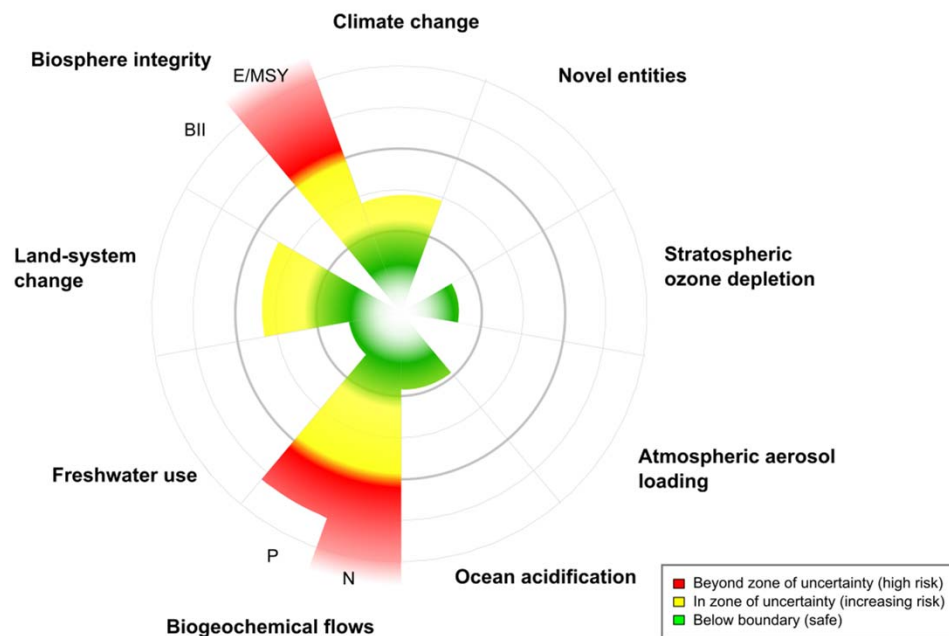 Climate change
Biosphere integrity
E/MSY
Novel entities
BII
Land-system
change
Stratospheric
ozone depletion
Freshwater use
Atmospheric aerosol
loading
P
N
Ocean acidification
Biogeochemical flows
Beyond zone of uncertainty (high risk)
In zone of uncertainty (increasing risk)
Below boundary (safe)